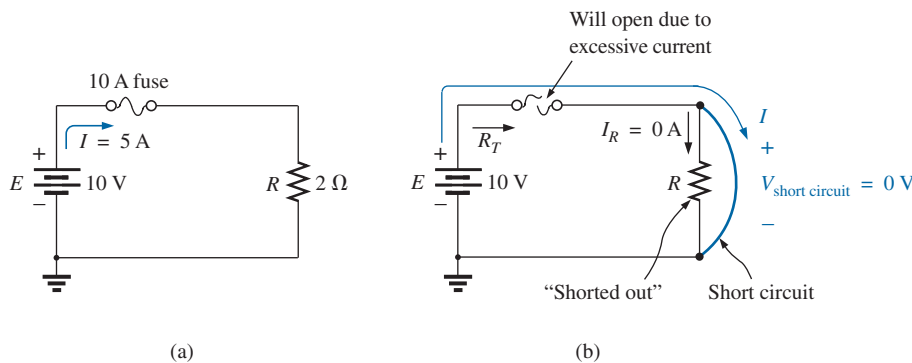 10 A fuse
I = 5 A
+
E
10 V
−
R
2 Ω
(a)
Will open due to
excessive current
I
R_T
I_R = 0 A
+
+
E
10 V
R
V_short circuit = 0 V
−
−
"Shorted out"
Short circuit
(b)